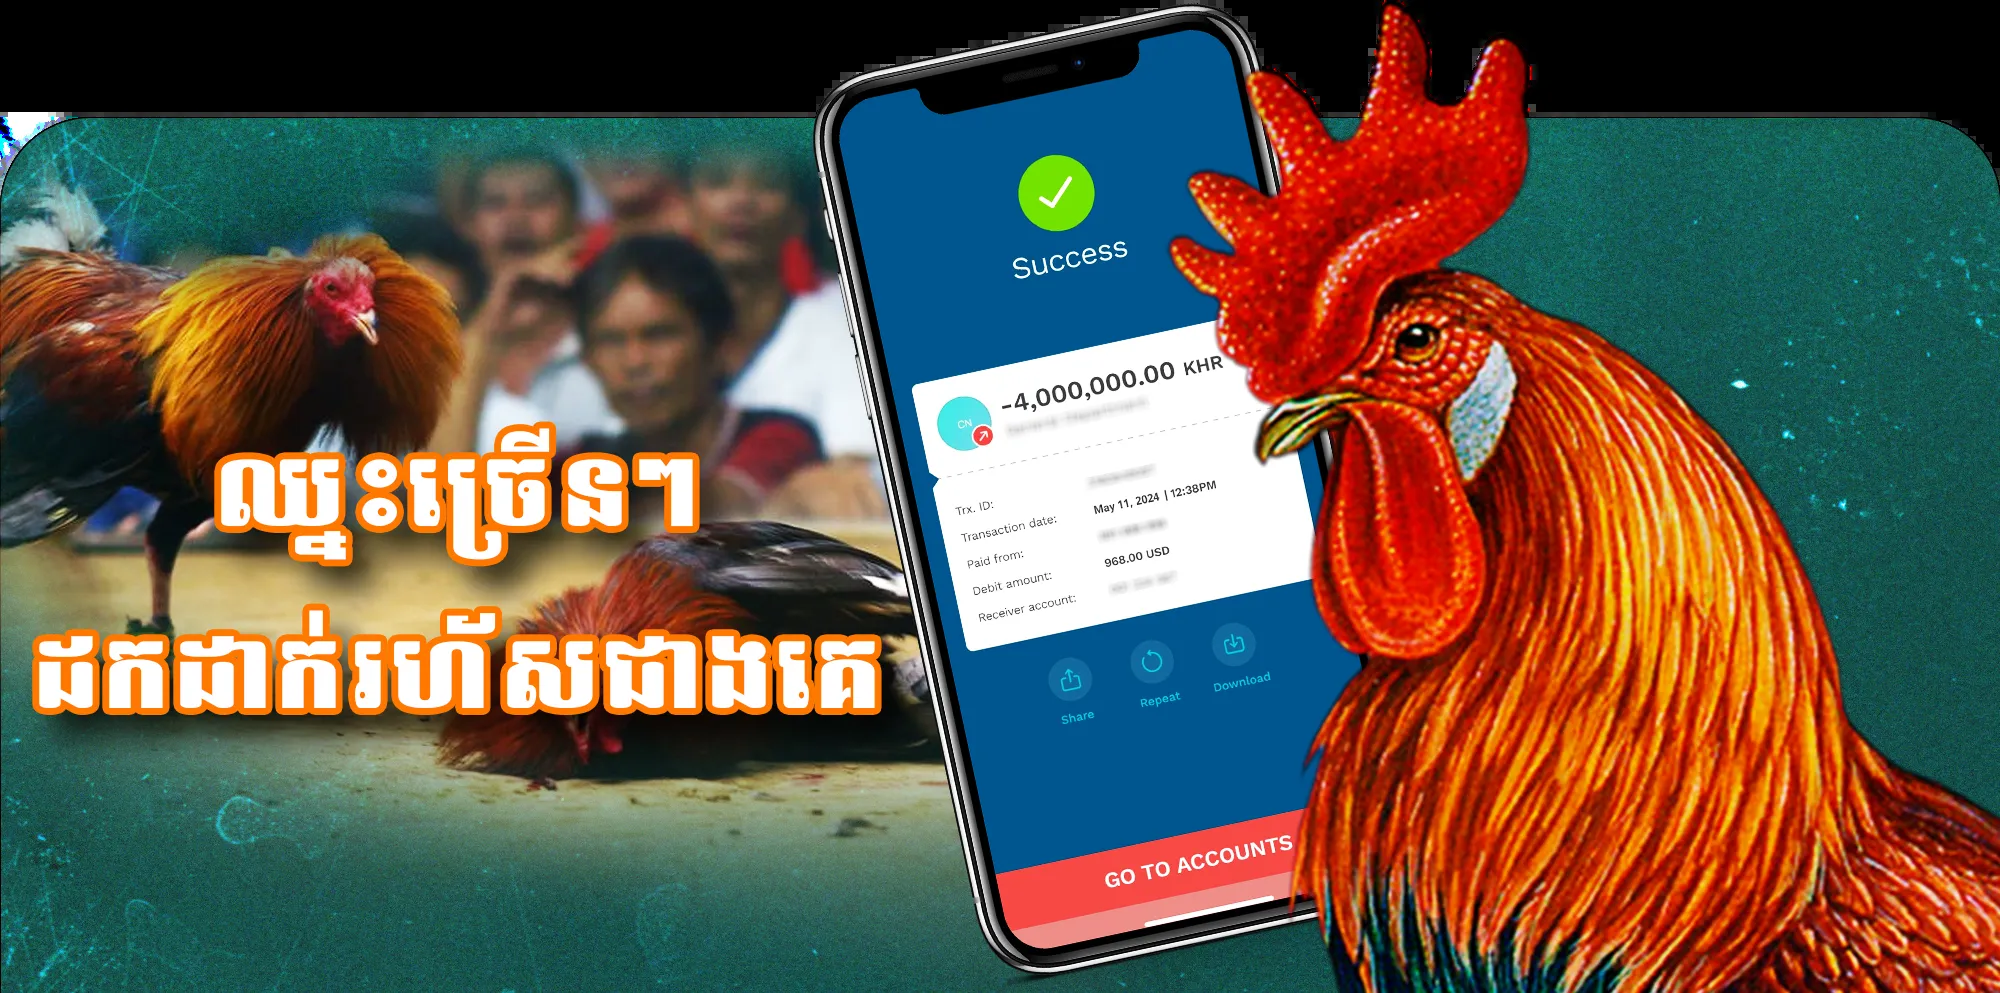 ឈ្នះច្រើនៗ
ដកដាក់រហ័សជាងគេ
Success
-4,000,000.00 KHR
CN
Trx. ID:
Transaction date: May 11, 2024 | 12:38PM
Paid from:
Debit amount: 968.00 USD
Receiver account:
Share Repeat Download
GO TO ACCOUNTS